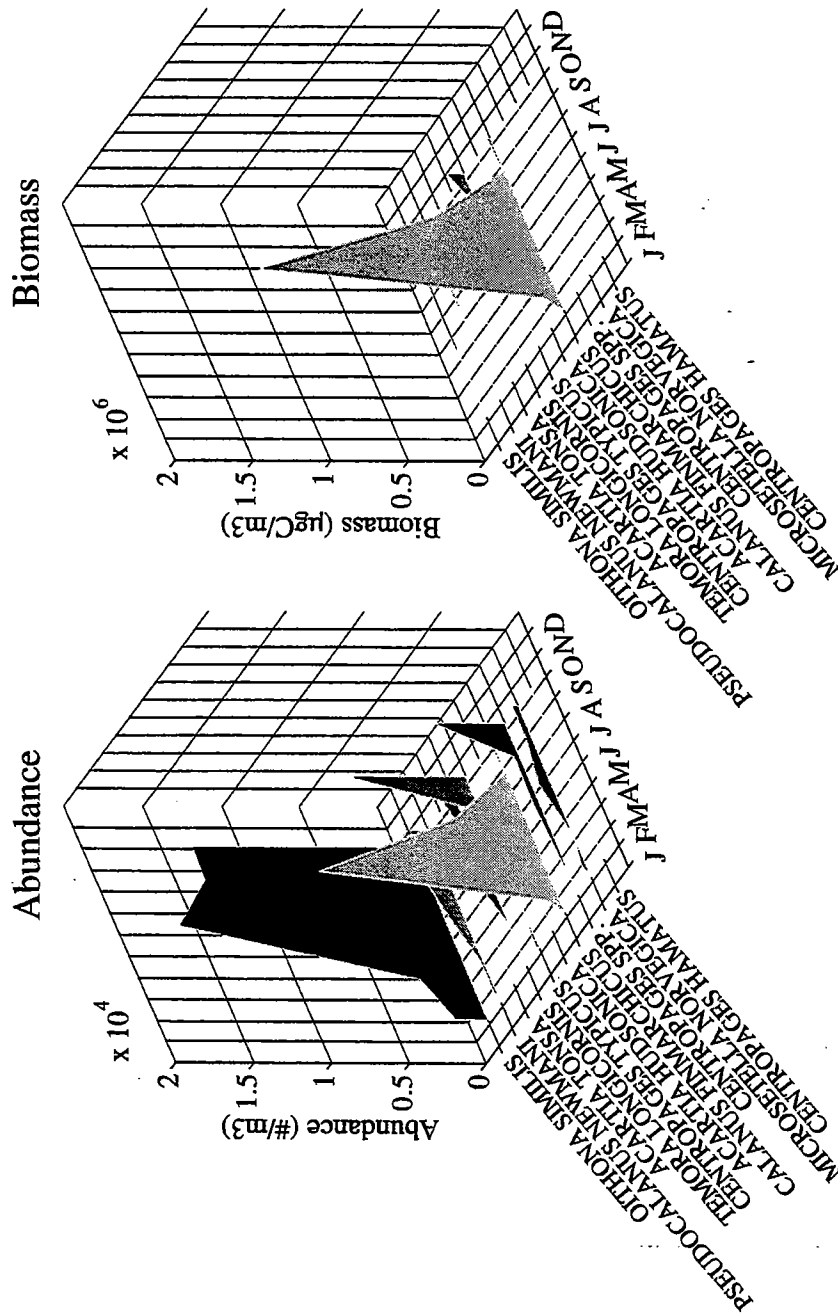 Abundance
x 10^4
2
1.5
1
0.5
0
Abundance (#/m3)
OITHONA SIMILIS
PSEUDOCALANUS NEWMANI
ACARTIA TONSA
TEMORA LONGICORNIS
CENTROPAGES TYPICUS
ACARTIA HUDSONICA
CALANUS FINMARCHICUS
CENTROPAGES SPP.
MICROSETELLA NORVEGICA
CENTROPAGES HAMATUS
J F M A M J J A S O N D
Biomass
x 10^6
2
1.5
1
0.5
0
Biomass (µgC/m3)
OITHONA SIMILIS
PSEUDOCALANUS NEWMANI
ACARTIA TONSA
TEMORA LONGICORNIS
CENTROPAGES TYPICUS
ACARTIA HUDSONICA
CALANUS FINMARCHICUS
CENTROPAGES SPP.
MICROSETELLA NORVEGICA
CENTROPAGES HAMATUS
J F M A M J J A S O N D